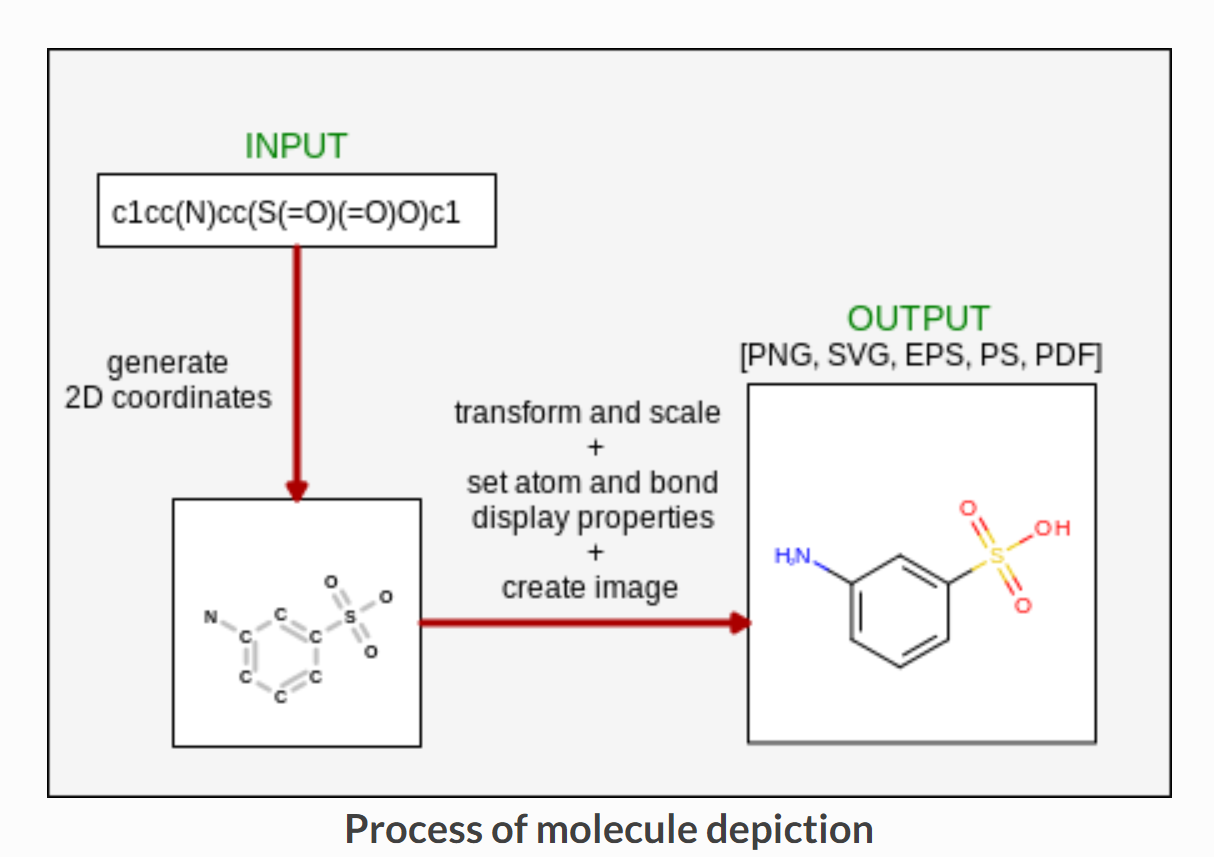 INPUT
c1cc(N)cc(S(=O)(=O)O)c1
generate
2D coordinates
OUTPUT
[PNG, SVG, EPS, PS, PDF]
transform and scale
+
set atom and bond
display properties
+
create image
O
N C S O
C C O
C C
C
O
H₂N S OH
O
Process of molecule depiction